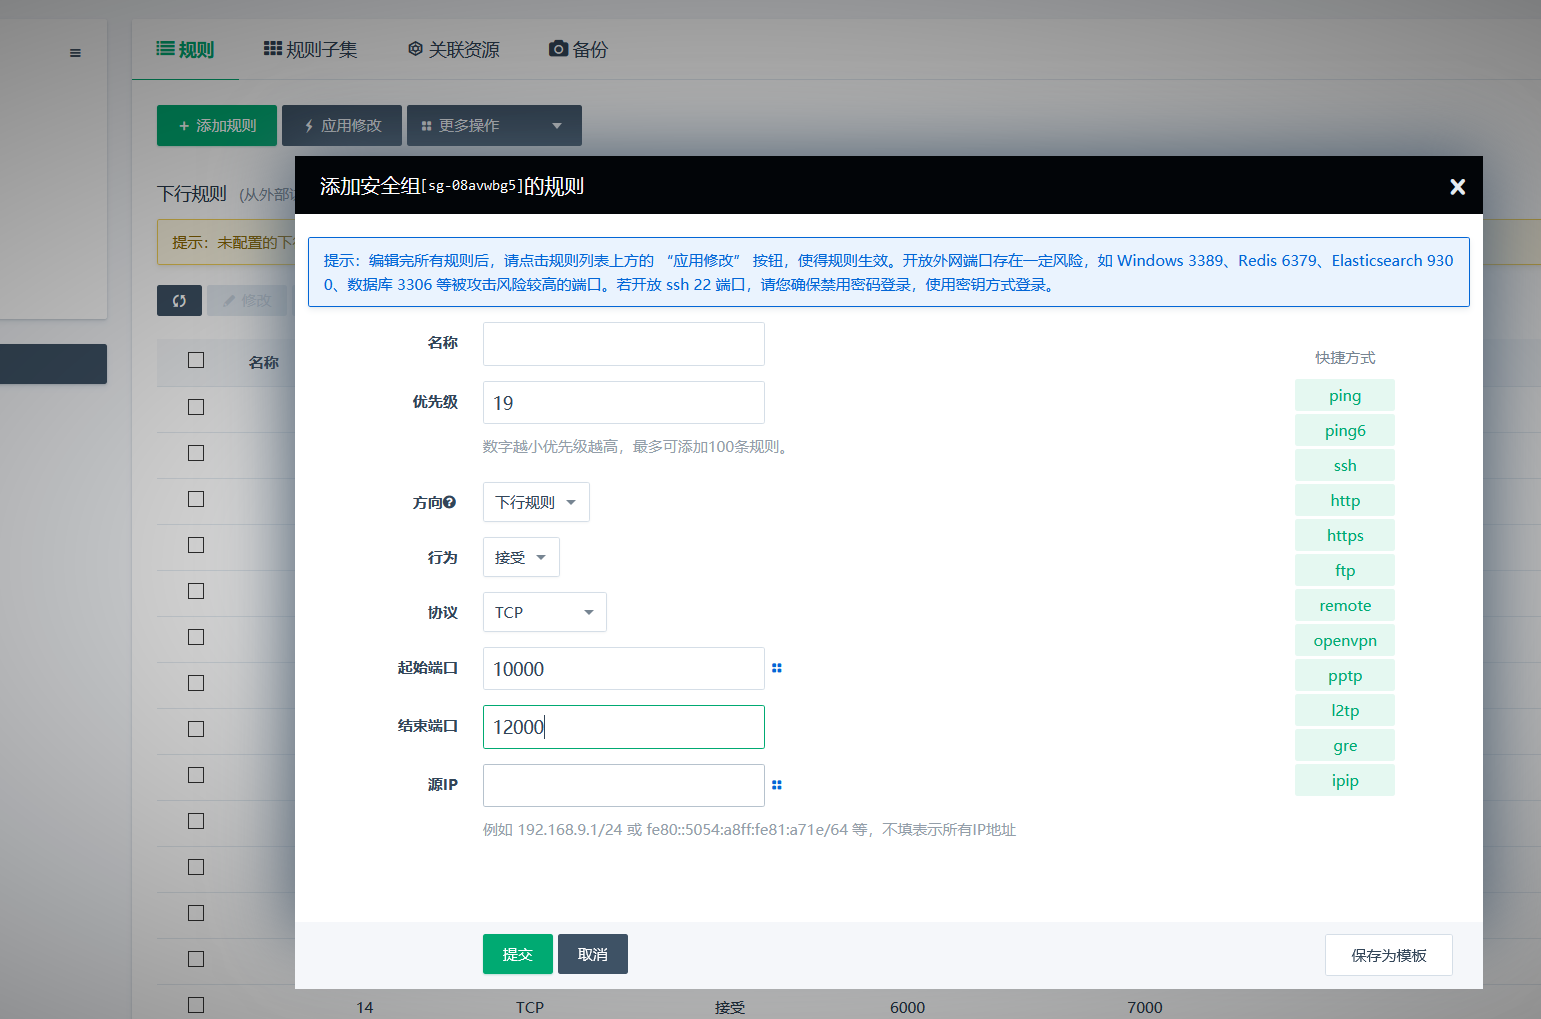 规则
规则子集
关联资源
备份
+ 添加规则
应用修改
更多操作
下行规则 (从外部
提示：未配置的下
修改
名称
添加安全组[sg-08avwbg5]的规则
提示：编辑完所有规则后，请点击规则列表上方的 “应用修改” 按钮，使得规则生效。开放外网端口存在一定风险，如 Windows 3389、Redis 6379、Elasticsearch 930
0、数据库 3306 等被攻击风险较高的端口。若开放 ssh 22 端口，请您确保禁用密码登录，使用密钥方式登录。
名称
优先级 19
数字越小优先级越高，最多可添加100条规则。
方向 下行规则
行为 接受
协议 TCP
起始端口 10000
结束端口 12000
源IP
例如 192.168.9.1/24 或 fe80::5054:a8ff:fe81:a71e/64 等，不填表示所有IP地址
快捷方式
ping
ping6
ssh
http
https
ftp
remote
openvpn
pptp
l2tp
gre
ipip
提交
取消
保存为模板
14 TCP 接受 6000 7000